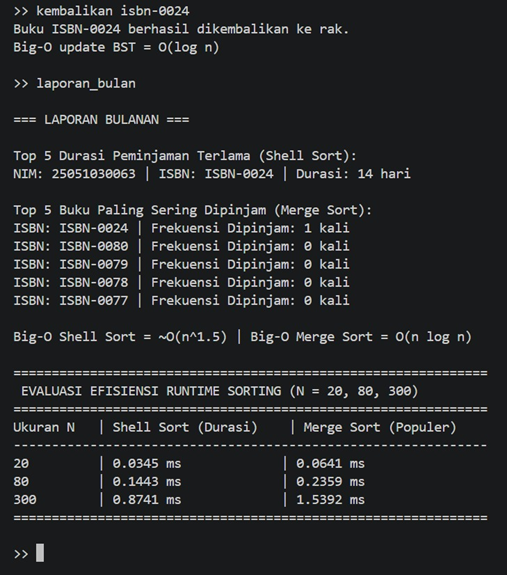 >> kembalikan isbn-0024
Buku ISBN-0024 berhasil dikembalikan ke rak.
Big-O update BST = O(log n)
>> laporan_bulan
=== LAPORAN BULANAN ===
Top 5 Durasi Peminjaman Terlama (Shell Sort):
NIM: 25051030063 | ISBN: ISBN-0024 | Durasi: 14 hari
Top 5 Buku Paling Sering Dipinjam (Merge Sort):
ISBN: ISBN-0024 | Frekuensi Dipinjam: 1 kali
ISBN: ISBN-0080 | Frekuensi Dipinjam: 0 kali
ISBN: ISBN-0079 | Frekuensi Dipinjam: 0 kali
ISBN: ISBN-0078 | Frekuensi Dipinjam: 0 kali
ISBN: ISBN-0077 | Frekuensi Dipinjam: 0 kali
Big-O Shell Sort = ~O(n^1.5) | Big-O Merge Sort = O(n log n)
==============================================================
EVALUASI EFISIENSI RUNTIME SORTING (N = 20, 80, 300)
==============================================================
Ukuran N | Shell Sort (Durasi) | Merge Sort (Populer)
--------------------------------------------------------------
20 | 0.0345 ms | 0.0641 ms
80 | 0.1443 ms | 0.2359 ms
300 | 0.8741 ms | 1.5392 ms
==============================================================
>>